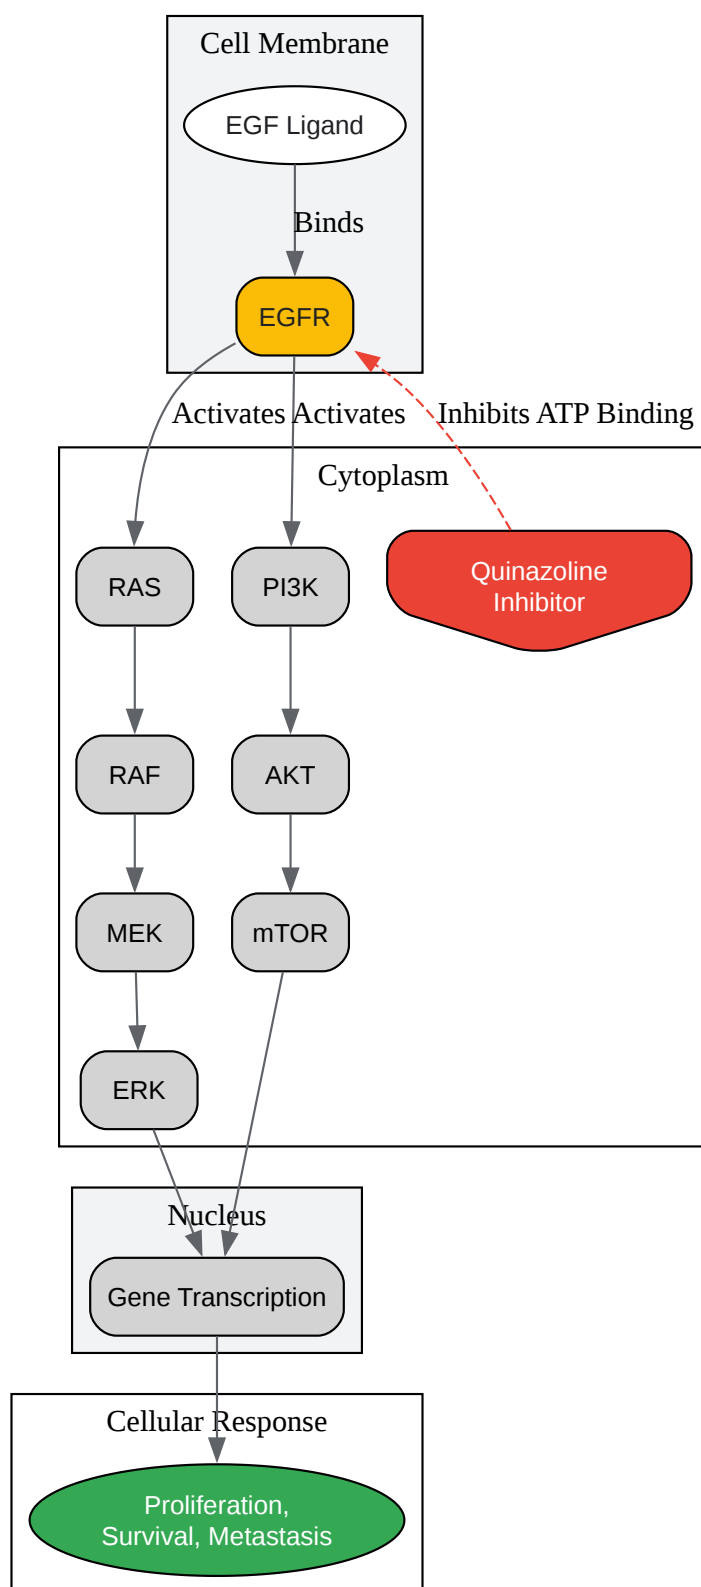 Cell Membrane
EGF Ligand
Binds
EGFR
Activates Activates Inhibits ATP Binding
Cytoplasm
RAS
PI3K
Quinazoline
Inhibitor
RAF
AKT
MEK
mTOR
ERK
Nucleus
Gene Transcription
Cellular Response
Proliferation,
Survival, Metastasis